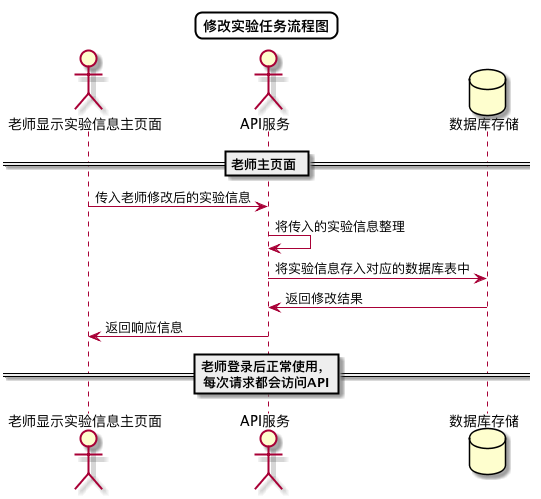 修改实验任务流程图
老师显示实验信息主页面
API服务
数据库存储
老师主页面
传入老师修改后的实验信息
将传入的实验信息整理
将实验信息存入对应的数据库表中
返回修改结果
返回响应信息
老师登录后正常使用，
每次请求都会访问API
老师显示实验信息主页面
API服务
数据库存储